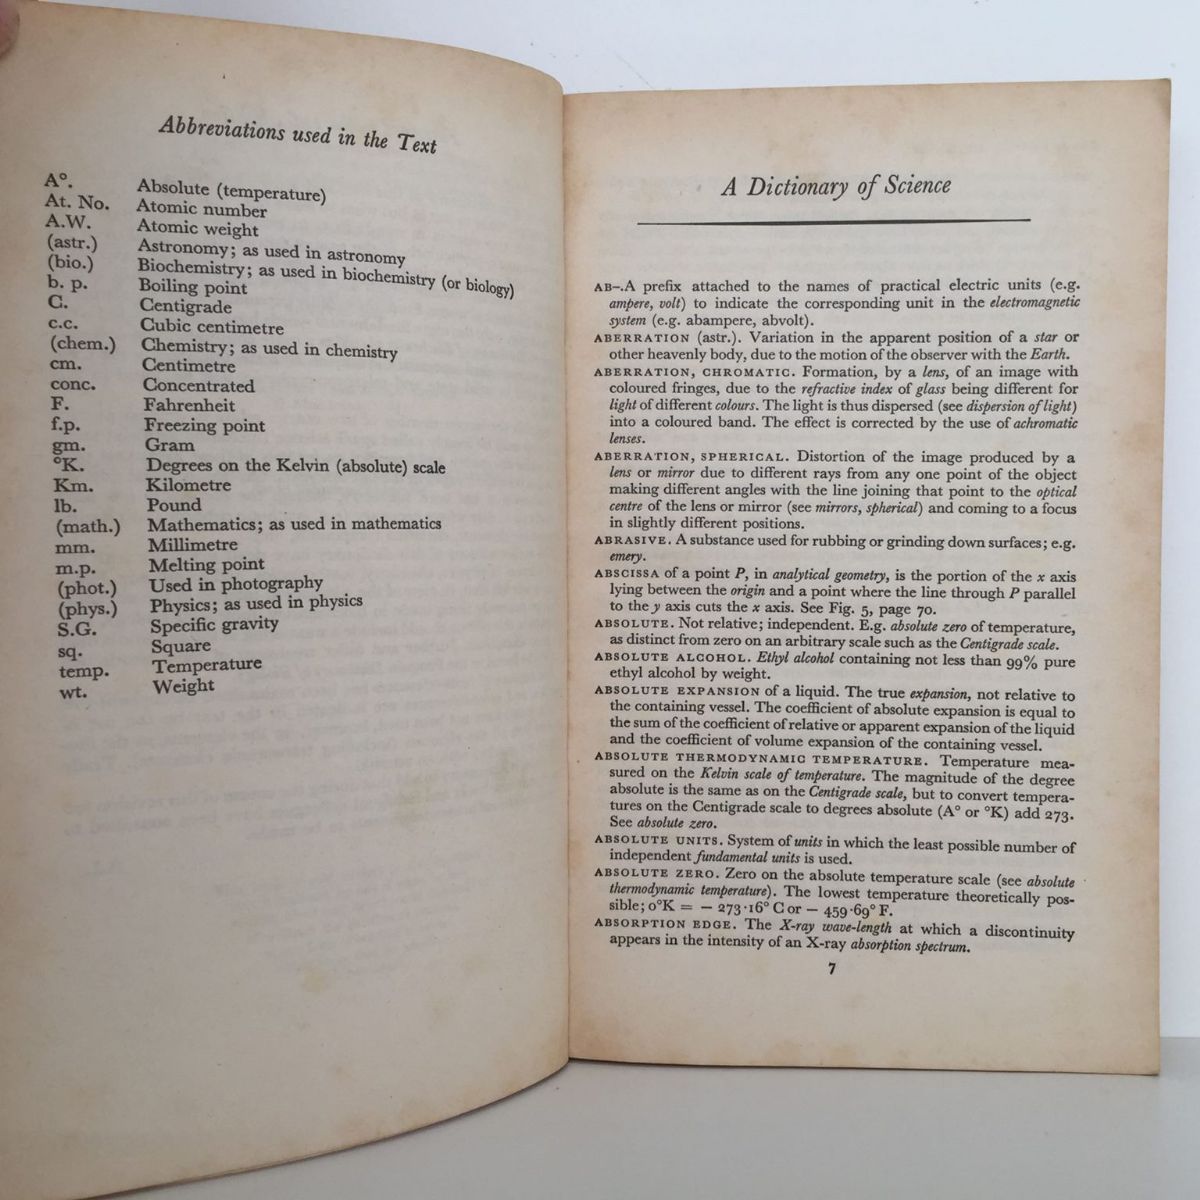 Abbreviations used in the Text
A°. Absolute (temperature)
At. No. Atomic number
A.W. Atomic weight
(astr.) Astronomy; as used in astronomy
(bio.) Biochemistry; as used in biochemistry (or biology)
b. p. Boiling point
C. Centigrade
c.c. Cubic centimetre
(chem.) Chemistry; as used in chemistry
cm. Centimetre
conc. Concentrated
F. Fahrenheit
f.p. Freezing point
gm. Gram
°K. Degrees on the Kelvin (absolute) scale
Km. Kilometre
lb. Pound
(math.) Mathematics; as used in mathematics
mm. Millimetre
m.p. Melting point
(phot.) Used in photography
(phys.) Physics; as used in physics
S.G. Specific gravity
sq. Square
temp. Temperature
wt. Weight
A Dictionary of Science
AB–. A prefix attached to the names of practical electric units (e.g.
ampere, volt) to indicate the corresponding unit in the electromagnetic
system (e.g. abampere, abvolt).
ABERRATION (astr.). Variation in the apparent position of a star or
other heavenly body, due to the motion of the observer with the Earth.
ABERRATION, CHROMATIC. Formation, by a lens, of an image with
coloured fringes, due to the refractive index of glass being different for
light of different colours. The light is thus dispersed (see dispersion of light)
into a coloured band. The effect is corrected by the use of achromatic
lenses.
ABERRATION, SPHERICAL. Distortion of the image produced by a
lens or mirror due to different rays from any one point of the object
making different angles with the line joining that point to the optical
centre of the lens or mirror (see mirrors, spherical) and coming to a focus
in slightly different positions.
ABRASIVE. A substance used for rubbing or grinding down surfaces; e.g.
emery.
ABSCISSA of a point P, in analytical geometry, is the portion of the x axis
lying between the origin and a point where the line through P parallel
to the y axis cuts the x axis. See Fig. 5, page 70.
ABSOLUTE. Not relative; independent. E.g. absolute zero of temperature,
as distinct from zero on an arbitrary scale such as the Centigrade scale.
ABSOLUTE ALCOHOL. Ethyl alcohol containing not less than 99% pure
ethyl alcohol by weight.
ABSOLUTE EXPANSION of a liquid. The true expansion, not relative to
the containing vessel. The coefficient of absolute expansion is equal to
the sum of the coefficient of relative or apparent expansion of the liquid
and the coefficient of volume expansion of the containing vessel.
ABSOLUTE THERMODYNAMIC TEMPERATURE. Temperature mea-
sured on the Kelvin scale of temperature. The magnitude of the degree
absolute is the same as on the Centigrade scale, but to convert tempera-
tures on the Centigrade scale to degrees absolute (A° or °K) add 273.
See absolute zero.
ABSOLUTE UNITS. System of units in which the least possible number of
independent fundamental units is used.
ABSOLUTE ZERO. Zero on the absolute temperature scale (see absolute
thermodynamic temperature). The lowest temperature theoretically pos-
sible; 0°K = – 273·16° C or – 459·69° F.
ABSORPTION EDGE. The X-ray wave-length at which a discontinuity
appears in the intensity of an X-ray absorption spectrum.
7